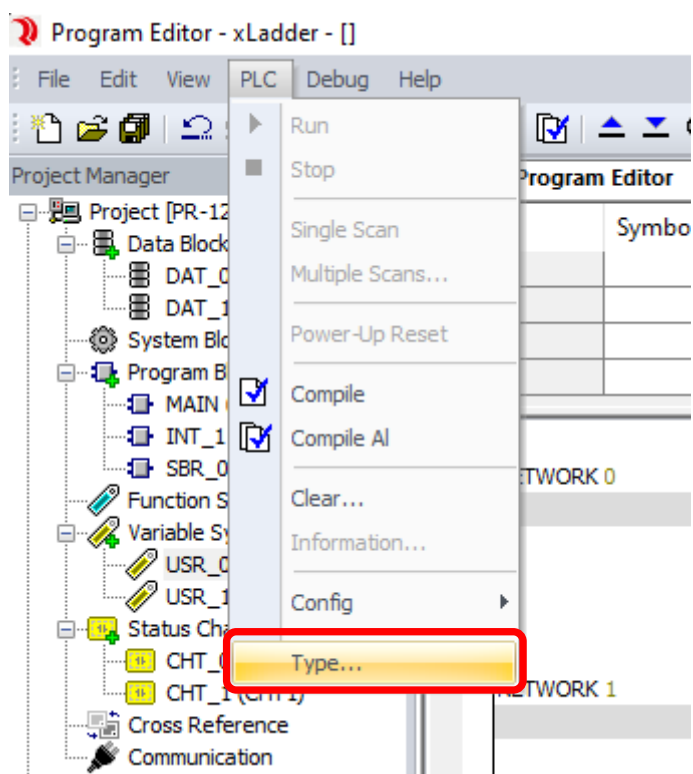 Program Editor - xLadder - []
File Edit View PLC Debug Help
Project Manager
Project [PR-12
Data Block
DAT_0
DAT_1
System Blo
Program B
MAIN
INT_1
SBR_0
Function S
Variable Sy
USR_0
USR_1
Status Cha
CHT_0
CHT_1 (CHT1)
Cross Reference
Communication
Run
Stop
Single Scan
Multiple Scans...
Power-Up Reset
Compile
Compile Al
Clear...
Information...
Config
Type...
Program Editor
Symbo
ETWORK 0
NETWORK 1